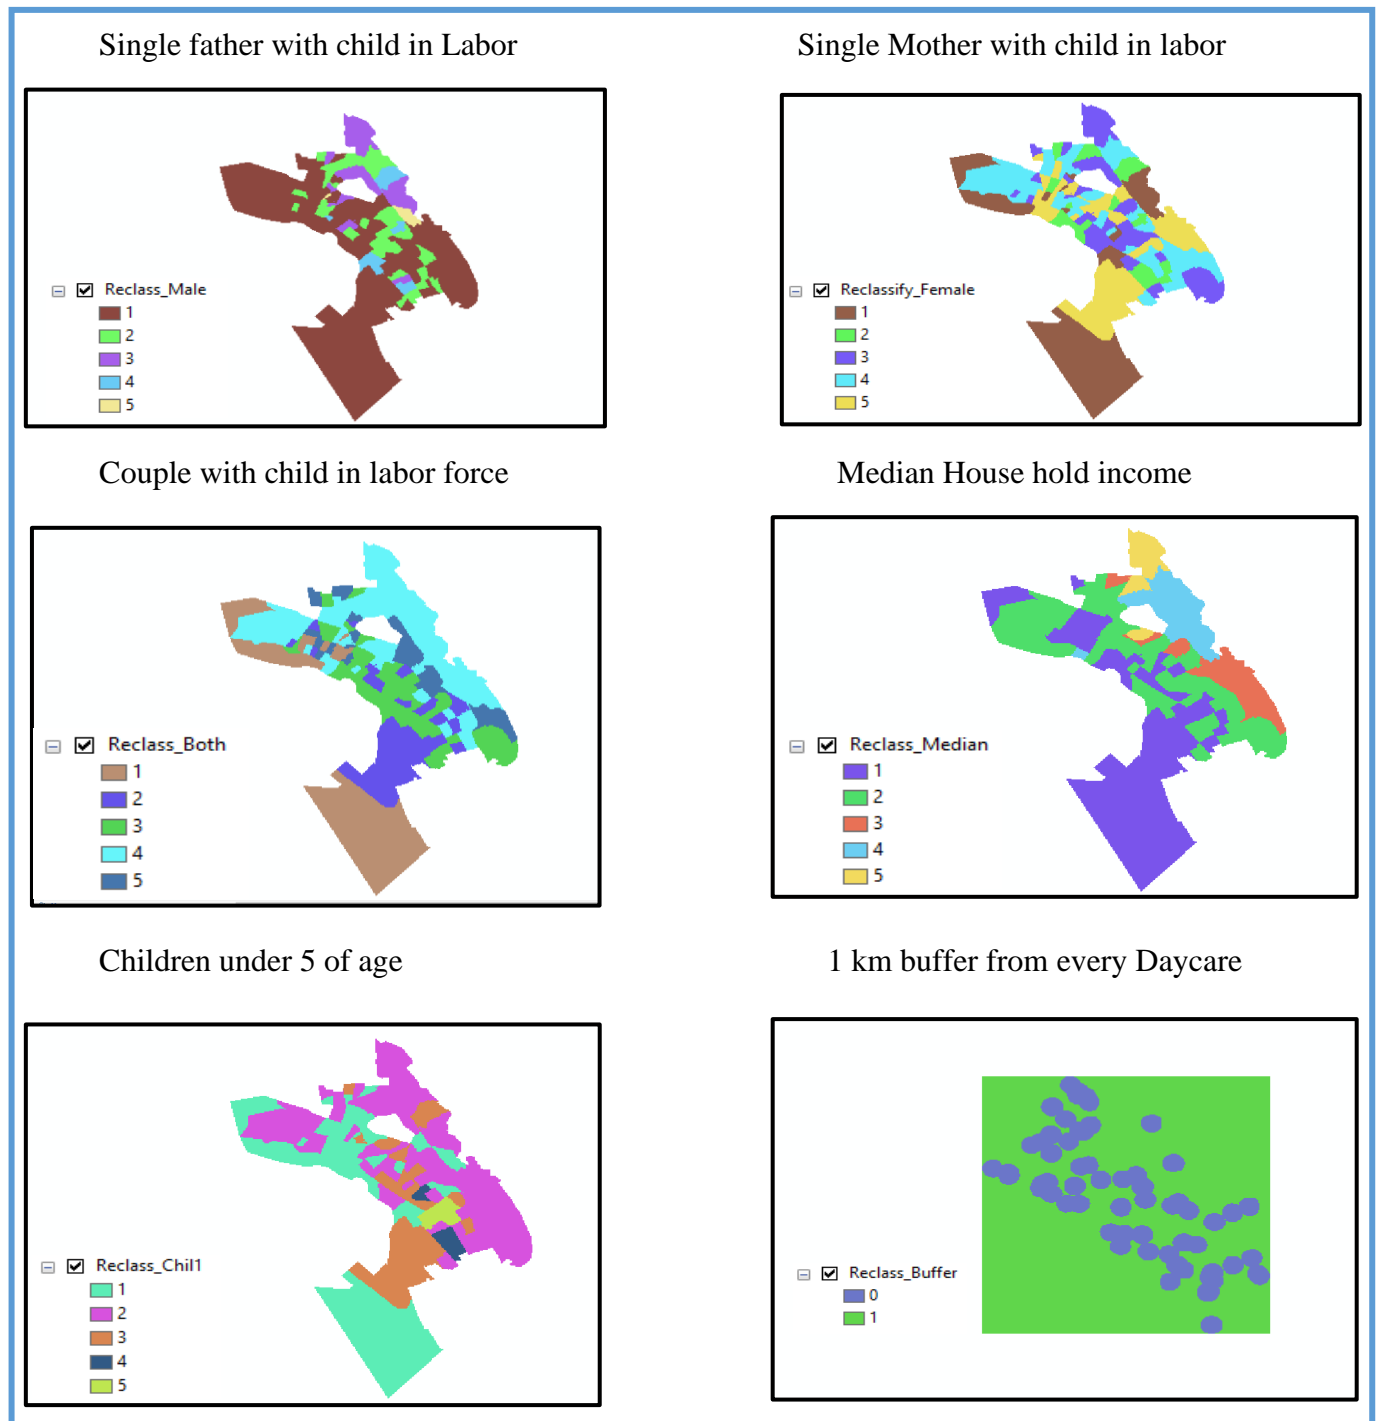 Single father with child in Labor
Single Mother with child in labor
Reclass_Male
1
2
3
4
5
Reclassify_Female
1
2
3
4
5
Couple with child in labor force
Median House hold income
Reclass_Both
1
2
3
4
5
Reclass_Median
1
2
3
4
5
Children under 5 of age
1 km buffer from every Daycare
Reclass_Chil1
1
2
3
4
5
Reclass_Buffer
0
1